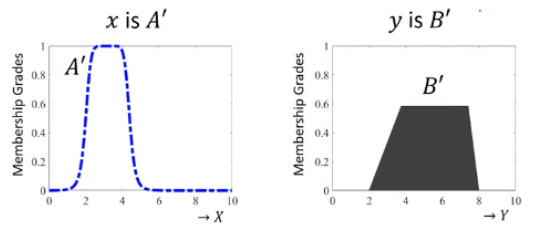 x is A′
y is B′
Membership Grades
1
0.8
0.6
0.4
0.2
0
A′
0 2 4 6 8 10
→ X
Membership Grades
1
0.8
0.6
0.4
0.2
0
B′
0 2 4 6 8 10
→ Y